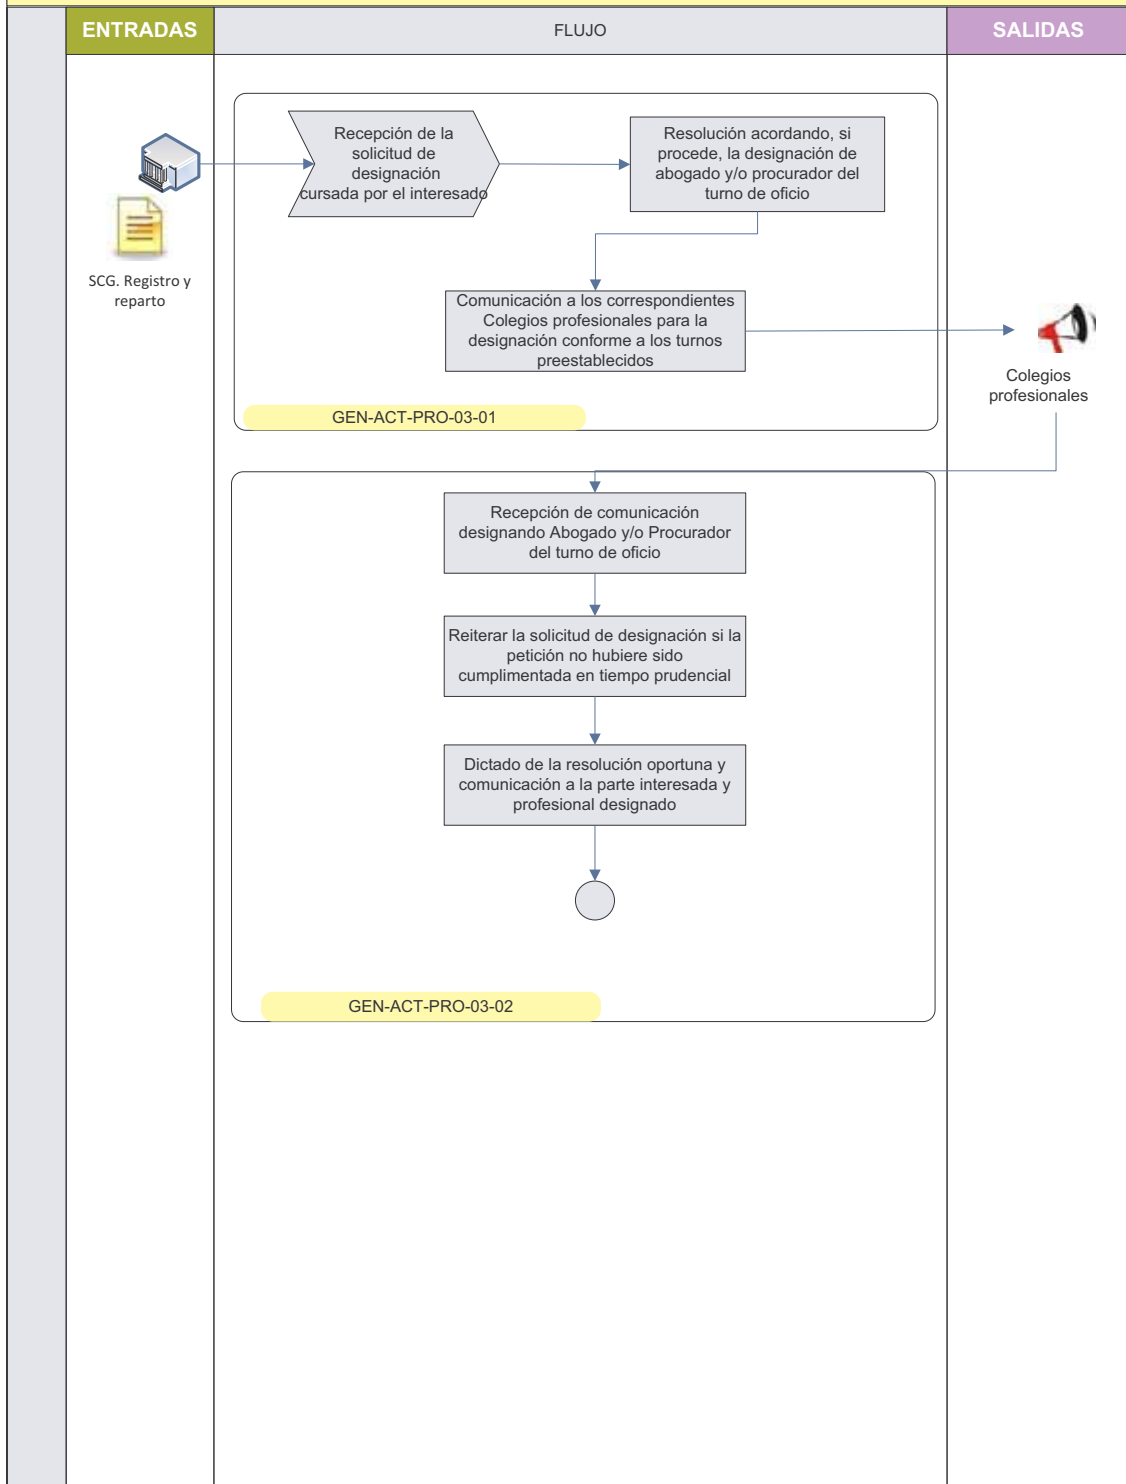 ENTRADAS
FLUJO
SALIDAS
Recepción de la
solicitud de
designación
cursada por el interesado
Resolución acordando, si
procede, la designación de
abogado y/o procurador del
turno de oficio
SCG. Registro y
reparto
Comunicación a los correspondientes
Colegios profesionales para la
designación conforme a los turnos
preestablecidos
Colegios
profesionales
GEN-ACT-PRO-03-01
Recepción de comunicación
designando Abogado y/o Procurador
del turno de oficio
Reiterar la solicitud de designación si la
petición no hubiere sido
cumplimentada en tiempo prudencial
Dictado de la resolución oportuna y
comunicación a la parte interesada y
profesional designado
GEN-ACT-PRO-03-02